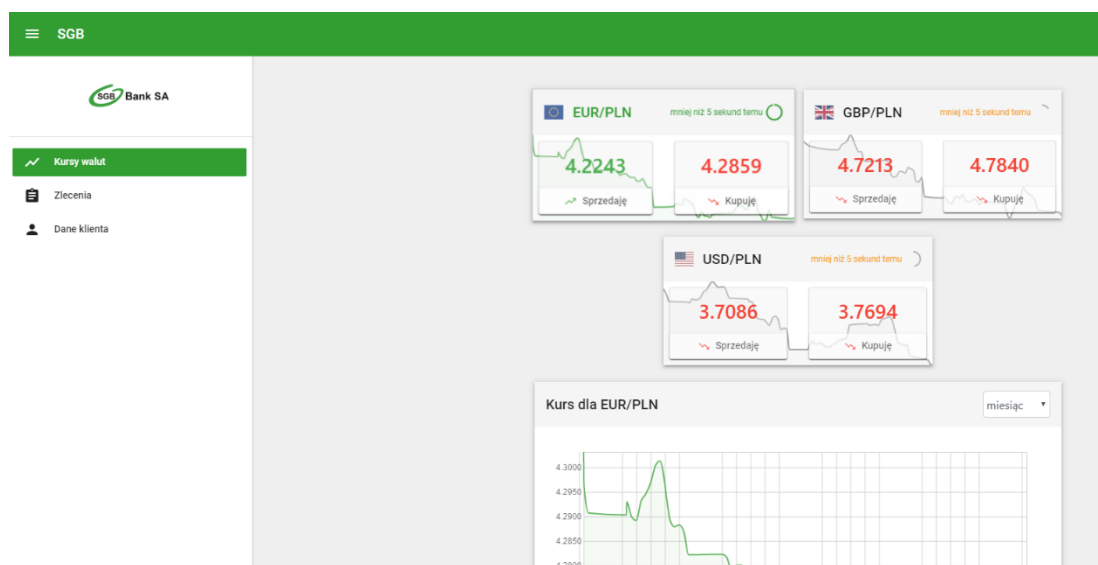 SGB
SGB Bank SA
Kursy walut
Zlecenia
Dane klienta
EUR/PLN mniej niż 5 sekund temu
4.2243 4.2859
Sprzedaję Kupuję
GBP/PLN mniej niż 5 sekund temu
4.7213 4.7840
Sprzedaję Kupuję
USD/PLN mniej niż 5 sekund temu
3.7086 3.7694
Sprzedaję Kupuję
Kurs dla EUR/PLN miesiąc
4.3000
4.2950
4.2900
4.2850
4.2800